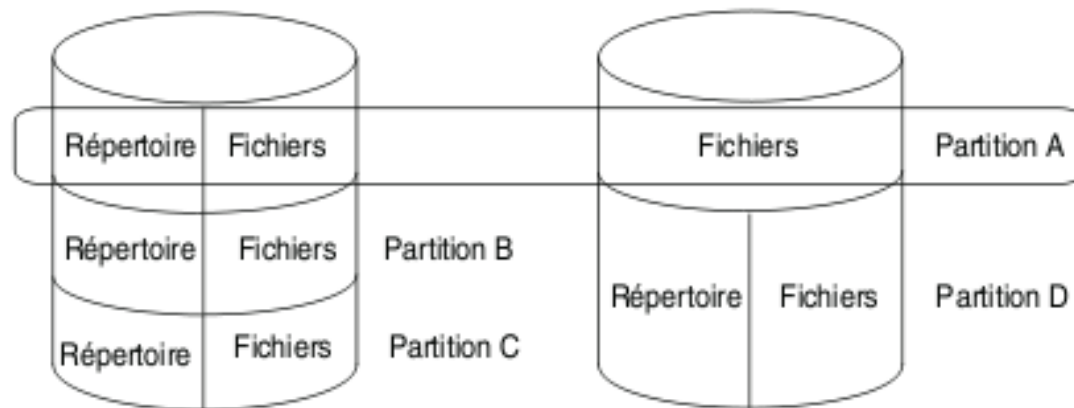 Répertoire Fichiers Fichiers Partition A
Répertoire Fichiers Partition B
Répertoire Fichiers Partition D
Répertoire Fichiers Partition C